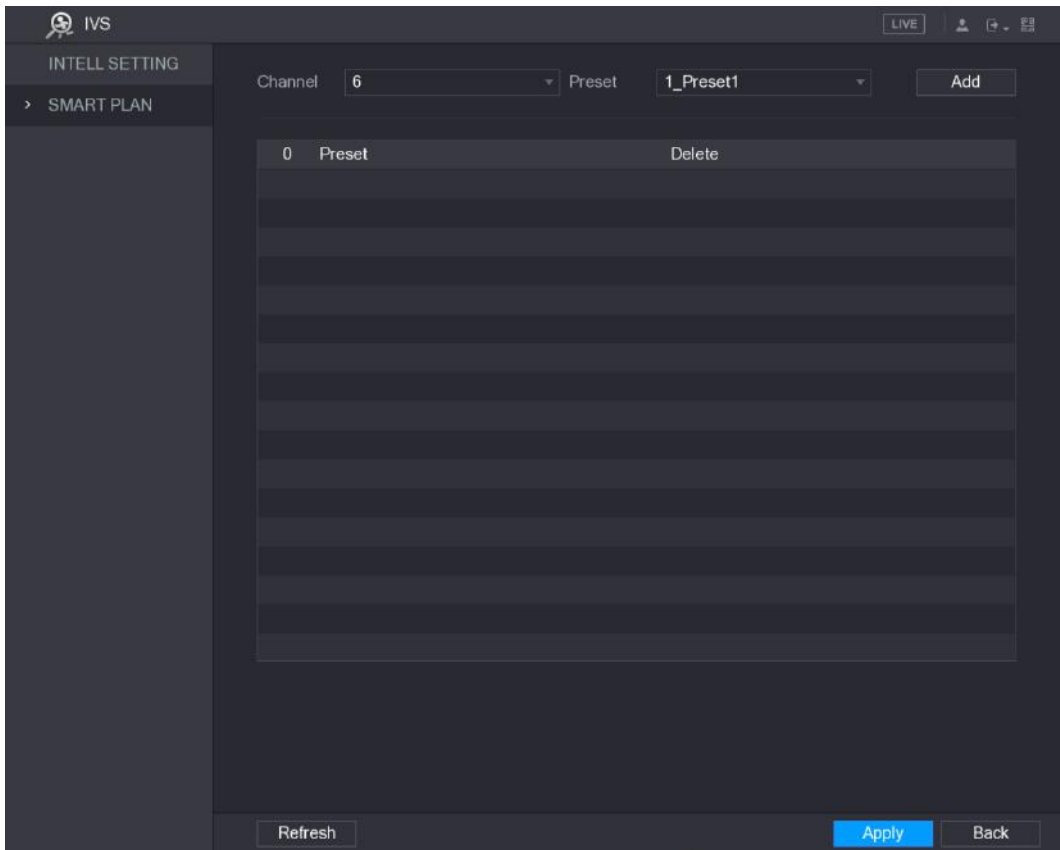 IVS LIVE
INTELL SETTING
SMART PLAN
Channel 6 Preset 1_Preset1 Add
0 Preset Delete
Refresh Apply Back